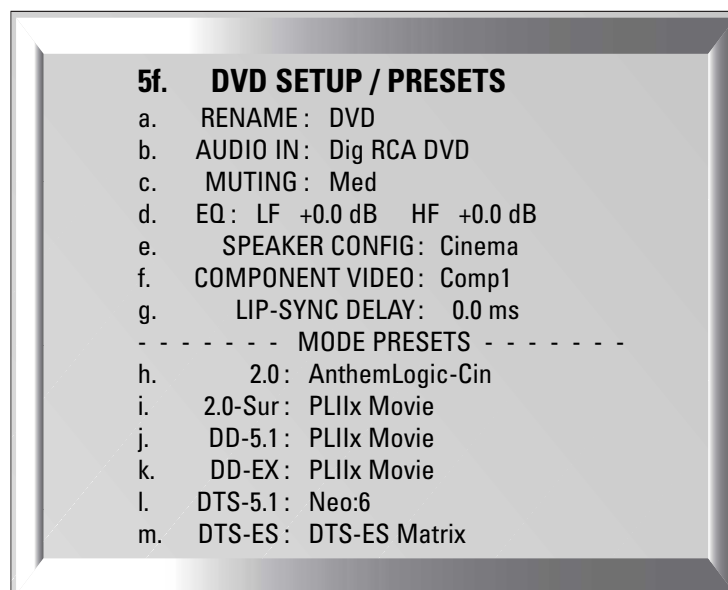 5f. DVD SETUP / PRESETS
a. RENAME : DVD
b. AUDIO IN : Dig RCA DVD
c. MUTING : Med
d. EQ : LF +0.0 dB HF +0.0 dB
e. SPEAKER CONFIG : Cinema
f. COMPONENT VIDEO : Comp1
g. LIP-SYNC DELAY : 0.0 ms
- - - - - - - MODE PRESETS - - - - - - -
h. 2.0 : AnthemLogic-Cin
i. 2.0-Sur : PLIIx Movie
j. DD-5.1 : PLIIx Movie
k. DD-EX : PLIIx Movie
l. DTS-5.1 : Neo:6
m. DTS-ES : DTS-ES Matrix